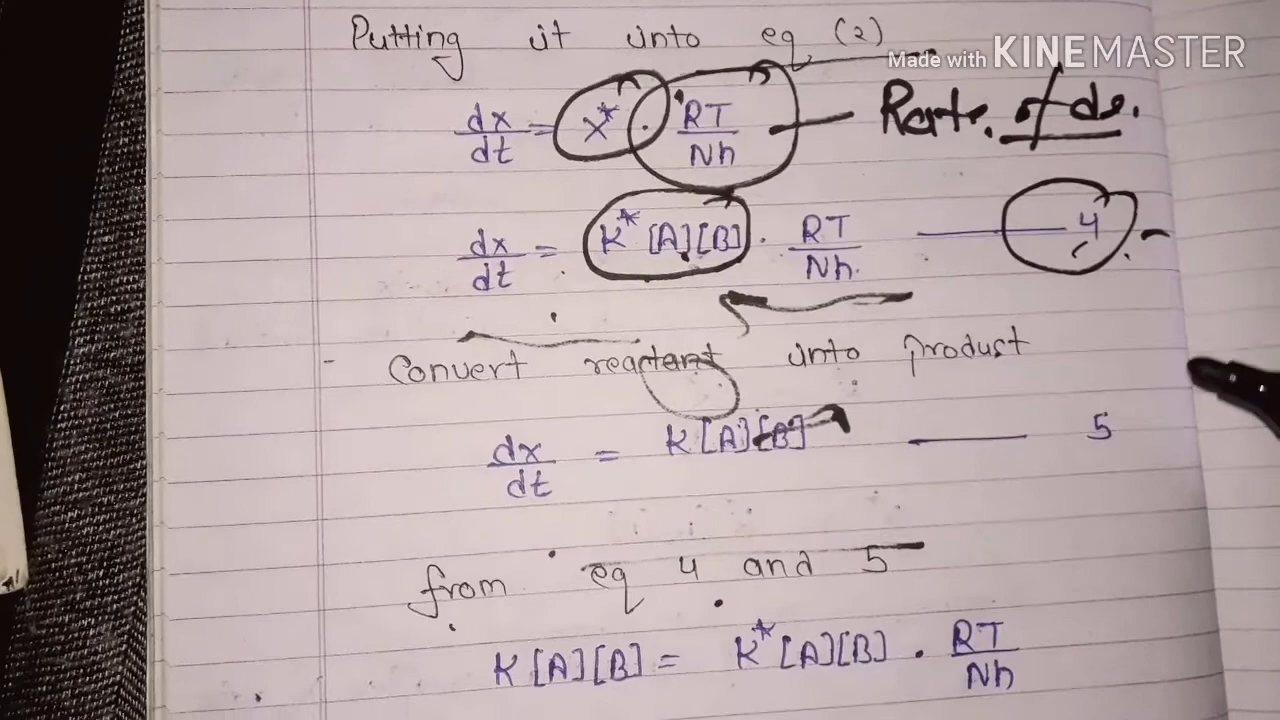 Putting it into eq (2)
Made with KINEMASTER
dx/dt = X* · RT/Nh — Rate. of de.
dx/dt = K* [A][B] · RT/Nh. — 4
- Convert reactant into product
dx/dt = K[A][B] — 5
from eq 4 and 5
K[A][B] = K* [A][B] · RT/Nh